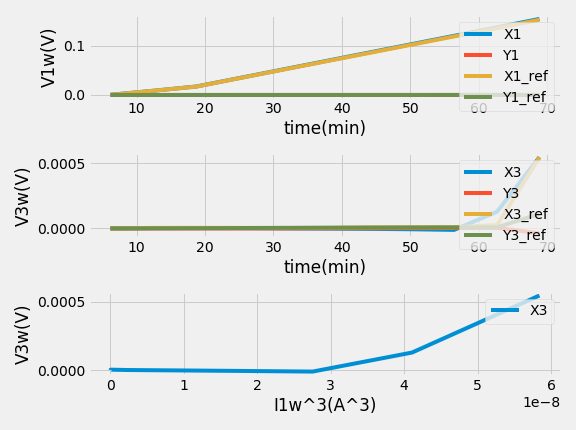 V1w(V)
0.1
0.0
X1
Y1
X1_ref
Y1_ref
10 20 30 40 50 60 70
time(min)
V3w(V)
0.0005
0.0000
X3
Y3
X3_ref
Y3_ref
10 20 30 40 50 60 70
time(min)
V3w(V)
0.0005
0.0000
X3
0 1 2 3 4 5 6
1e-8
I1w^3(A^3)